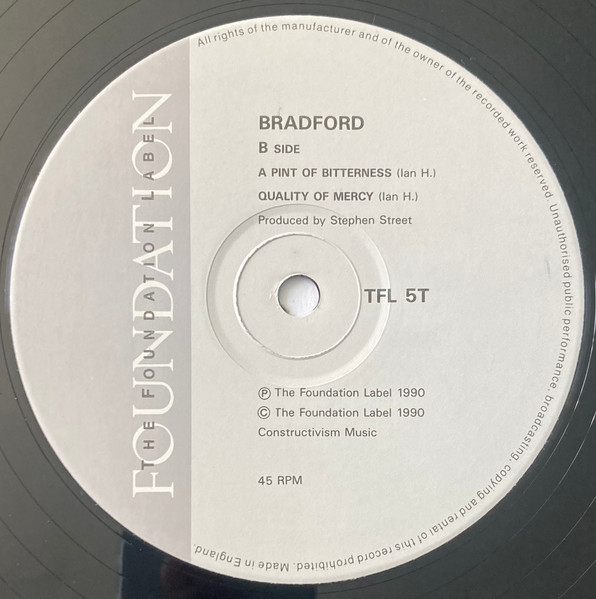 All rights of the manufacturer and of the owner of the recorded work reserved. Unauthorised public performance, broadcasting, copying and rental of this record prohibited. Made in England.
FOUNDATION
THE FOUNDATION LABEL
BRADFORD
B SIDE
A PINT OF BITTERNESS (Ian H.)
QUALITY OF MERCY (Ian H.)
Produced by Stephen Street
TFL 5T
℗ The Foundation Label 1990
© The Foundation Label 1990
Constructivism Music
45 RPM